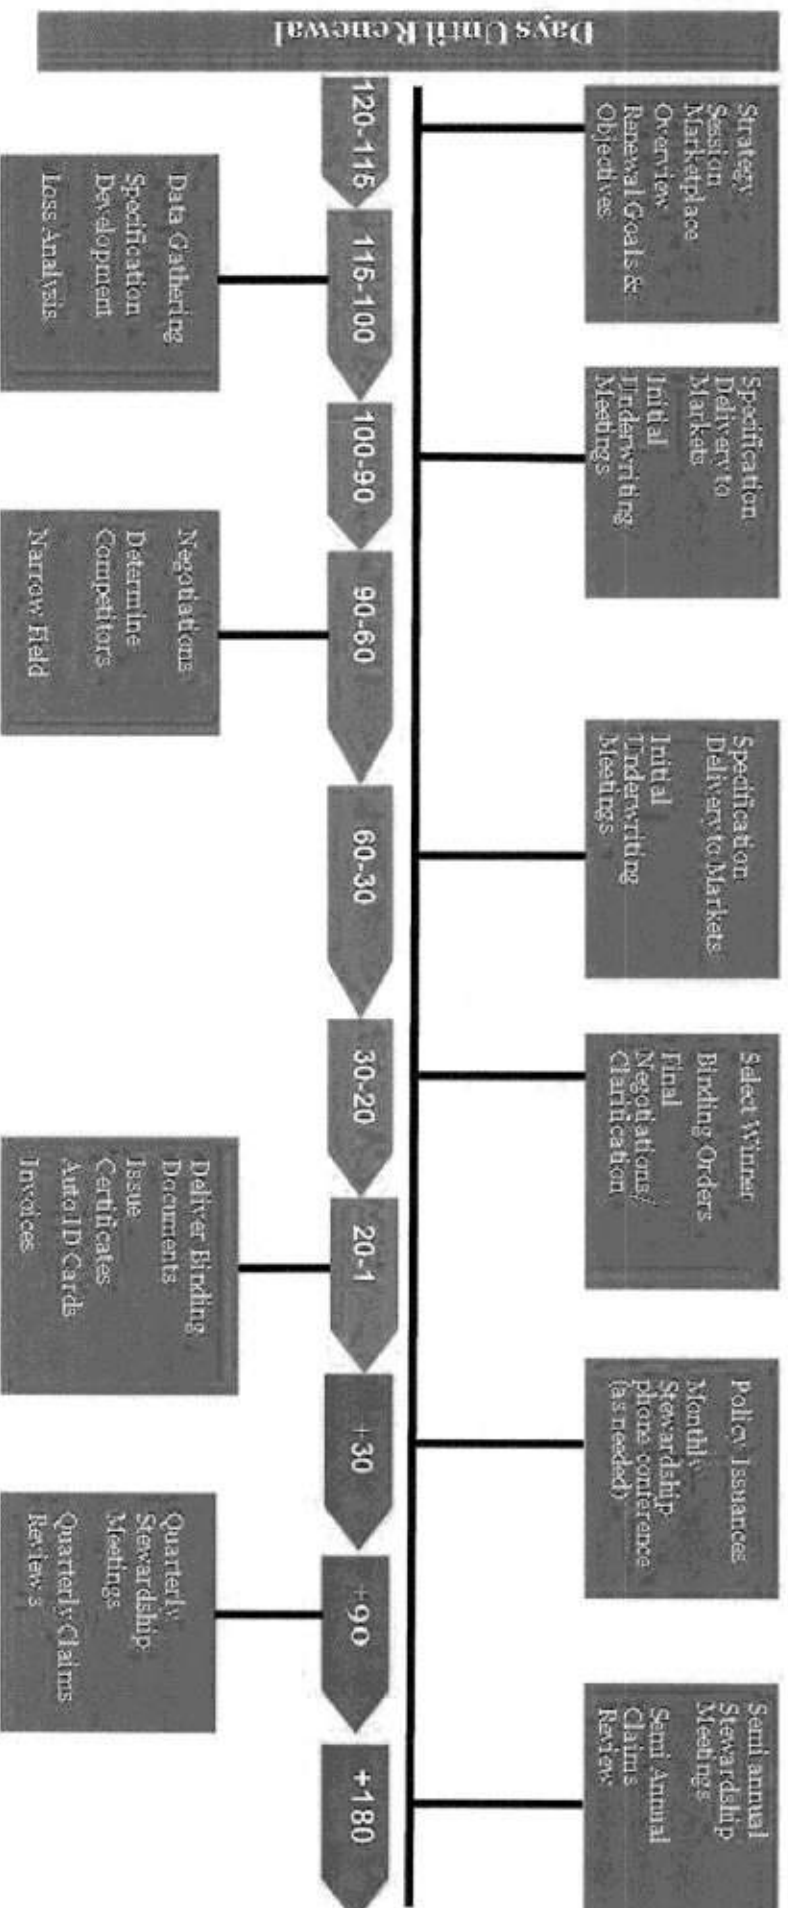 Days Until Renewal
Strategy
Session
Marketplace
Overview
Renewal Goals &
Objectives
Specification
Delivery to
Markets
Initial
Underwriting
Meetings
Specification
Delivery to Markets
Initial
Underwriting
Meetings
Select Winner
Binding Orders
Final
Negotiations/
Clarification
Policy Issuances
Monthly
Stewardship
phone conference
(as needed)
Semi annual
Stewardship
Meetings
Semi Annual
Claims
Review
120-115
115-100
100-90
90-60
60-30
30-20
20-1
+30
+90
+180
Data Gathering
Specification
Development
Loss Analysis
Negotiations
Determine
Competitors
Narrow Field
Deliver Binding
Documents
Issue
Certificates
Auto ID Cards
Invoices
Quarterly
Stewardship
Meetings
Quarterly Claims
Reviews